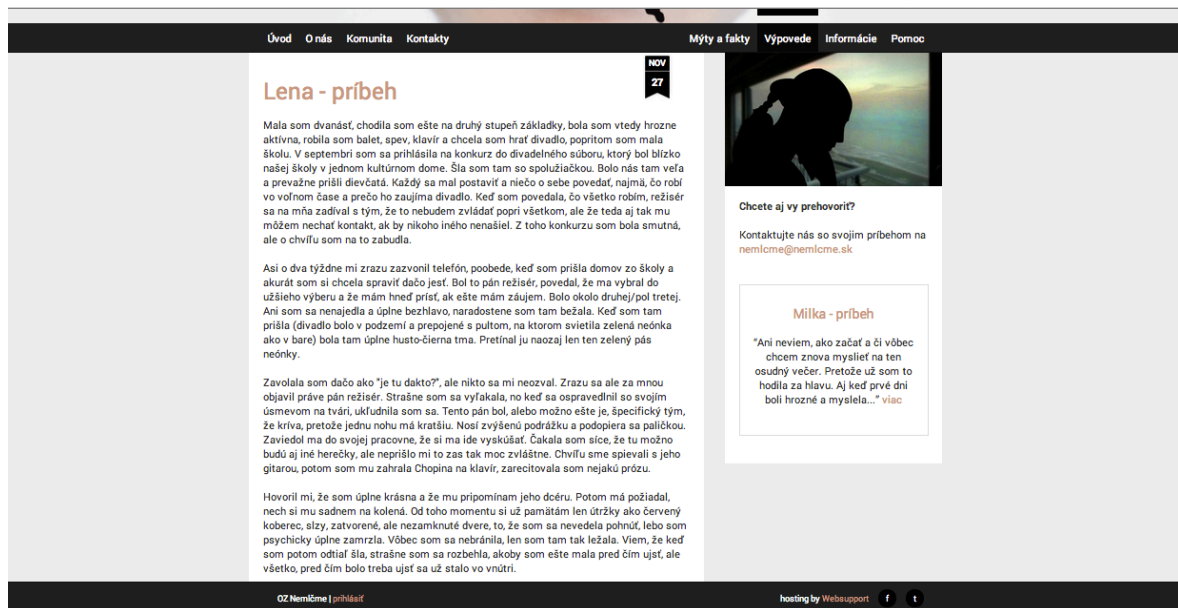 Úvod O nás Komunita Kontakty Mýty a fakty Výpovede Informácie Pomoc
NOV
27
Lena - príbeh
Mala som dvanásť, chodila som ešte na druhý stupeň základky, bola som vtedy hrozne
aktívna, robila som balet, spev, klavír a chcela som hrať divadlo, popritom som mala
školu. V septembri som sa prihlásila na konkurz do divadelného súboru, ktorý bol blízko
našej školy v jednom kultúrnom dome. Šla som tam so spolužiačkou. Bolo nás tam veľa
a prevažne prišli dievčatá. Každý sa mal postaviť a niečo o sebe povedať, najmä, čo robí
vo voľnom čase a prečo ho zaujíma divadlo. Keď som povedala, čo všetko robím, režisér
sa na mňa zadíval s tým, že to nebudem zvládať popri všetkom, ale že teda aj tak mu
môžem nechať kontakt, ak by nikoho iného nenašiel. Z toho konkurzu som bola smutná,
ale o chvíľu som na to zabudla.
Asi o dva týždne mi zrazu zazvonil telefón, poobede, keď som prišla domov zo školy a
akurát som si chcela spraviť dačo jesť. Bol to pán režisér, povedal, že ma vybral do
užšieho výberu a že mám hneď prísť, ak ešte mám záujem. Bolo okolo druhej/pol tretej.
Ani som sa nenajedla a úplne bezhlavo, naradostene som tam bežala. Keď som tam
prišla (divadlo bolo v podzemí a prepojené s pultom, na ktorom svietila zelená neónka
ako v bare) bola tam úplne husto-čierna tma. Pretínal ju naozaj len ten zelený pás
neónky.
Zavolala som dačo ako "je tu dakto?", ale nikto sa mi neozval. Zrazu sa ale za mnou
objavil práve pán režisér. Strašne som sa vyľakala, no keď sa ospravedlnil so svojím
úsmevom na tvári, ukľudnila som sa. Tento pán bol, alebo možno ešte je, špecifický tým,
že kríva, pretože jednu nohu má kratšiu. Nosí zvýšenú podrážku a podopiera sa paličkou.
Zaviedol ma do svojej pracovne, že si ma ide vyskúšať. Čakala som síce, že tu možno
budú aj iné herečky, ale neprišlo mi to zas tak moc zvláštne. Chvíľu sme spievali s jeho
gitarou, potom som mu zahrala Chopina na klavír, zarecitovala som nejakú prózu.
Hovoril mi, že som úplne krásna a že mu pripomínam jeho dcéru. Potom má požiadal,
nech si mu sadnem na kolená. Od toho momentu si už pamätám len útržky ako červený
koberec, slzy, zatvorené, ale nezamknuté dvere, to, že som sa nevedela pohnúť, lebo som
psychicky úplne zamrzla. Vôbec som sa nebránila, len som tam tak ležala. Viem, že keď
som potom odtiaľ šla, strašne som sa rozbehla, akoby som ešte mala pred čím ujsť, ale
všetko, pred čím bolo treba ujsť sa už stalo vo vnútri.
Chcete aj vy prehovoriť?
Kontaktujte nás so svojim príbehom na
nemlcme@nemlcme.sk
Milka - príbeh
"Ani neviem, ako začať a či vôbec
chcem znova myslieť na ten
osudný večer. Pretože už som to
hodila za hlavu. Aj keď prvé dni
boli hrozné a myslela..." viac
OZ Nemlčme | prihlásiť hosting by Websupport f t